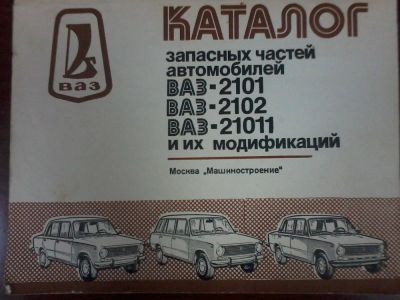 КАТАЛОГ
запасных частей
автомобилей
ВАЗ-2101
ВАЗ-2102
ВАЗ-21011
и их модификаций
Москва „Машиностроение"
ВАЗ